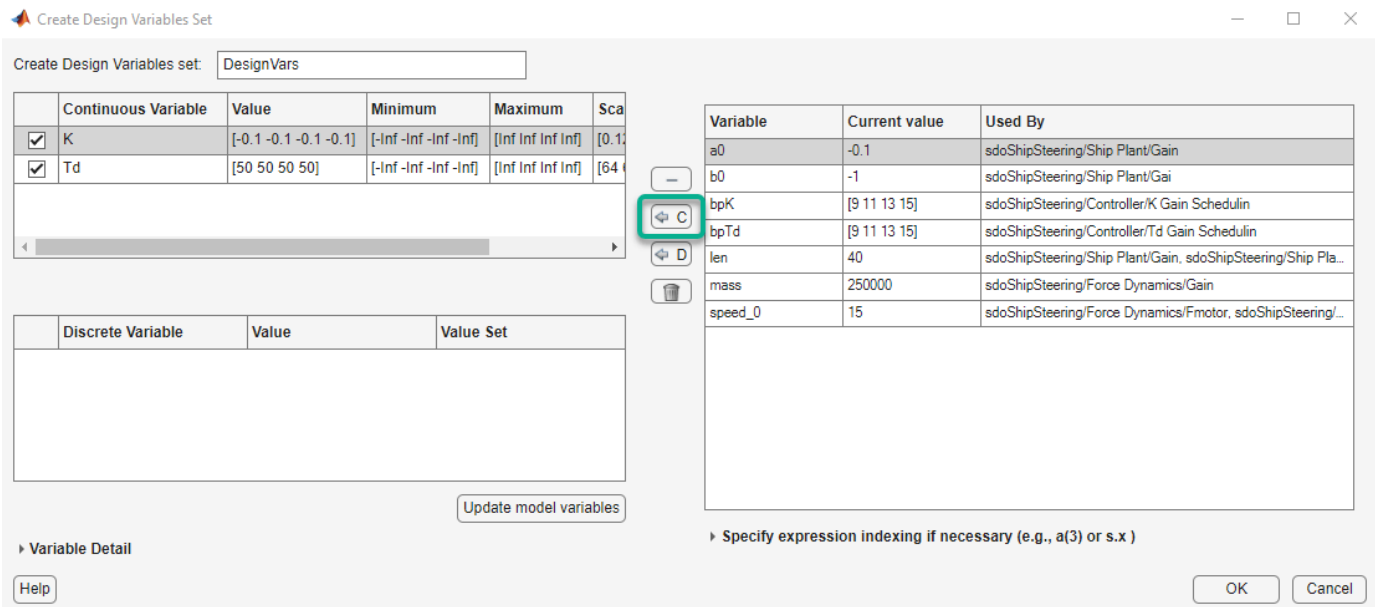 Create Design Variables Set
Create Design Variables set: DesignVars
Continuous Variable Value Minimum Maximum Sca
K [-0.1 -0.1 -0.1 -0.1] [-Inf -Inf -Inf -Inf] [Inf Inf Inf Inf] [0.12
Td [50 50 50 50] [-Inf -Inf -Inf -Inf] [Inf Inf Inf Inf] [64
Discrete Variable Value Value Set
Update model variables
Variable Detail
Help
−
C
D
Variable Current value Used By
a0 -0.1 sdoShipSteering/Ship Plant/Gain
b0 -1 sdoShipSteering/Ship Plant/Gai
bpK [9 11 13 15] sdoShipSteering/Controller/K Gain Schedulin
bpTd [9 11 13 15] sdoShipSteering/Controller/Td Gain Schedulin
len 40 sdoShipSteering/Ship Plant/Gain, sdoShipSteering/Ship Pla...
mass 250000 sdoShipSteering/Force Dynamics/Gain
speed_0 15 sdoShipSteering/Force Dynamics/Fmotor, sdoShipSteering/...
Specify expression indexing if necessary (e.g., a(3) or s.x )
OK Cancel